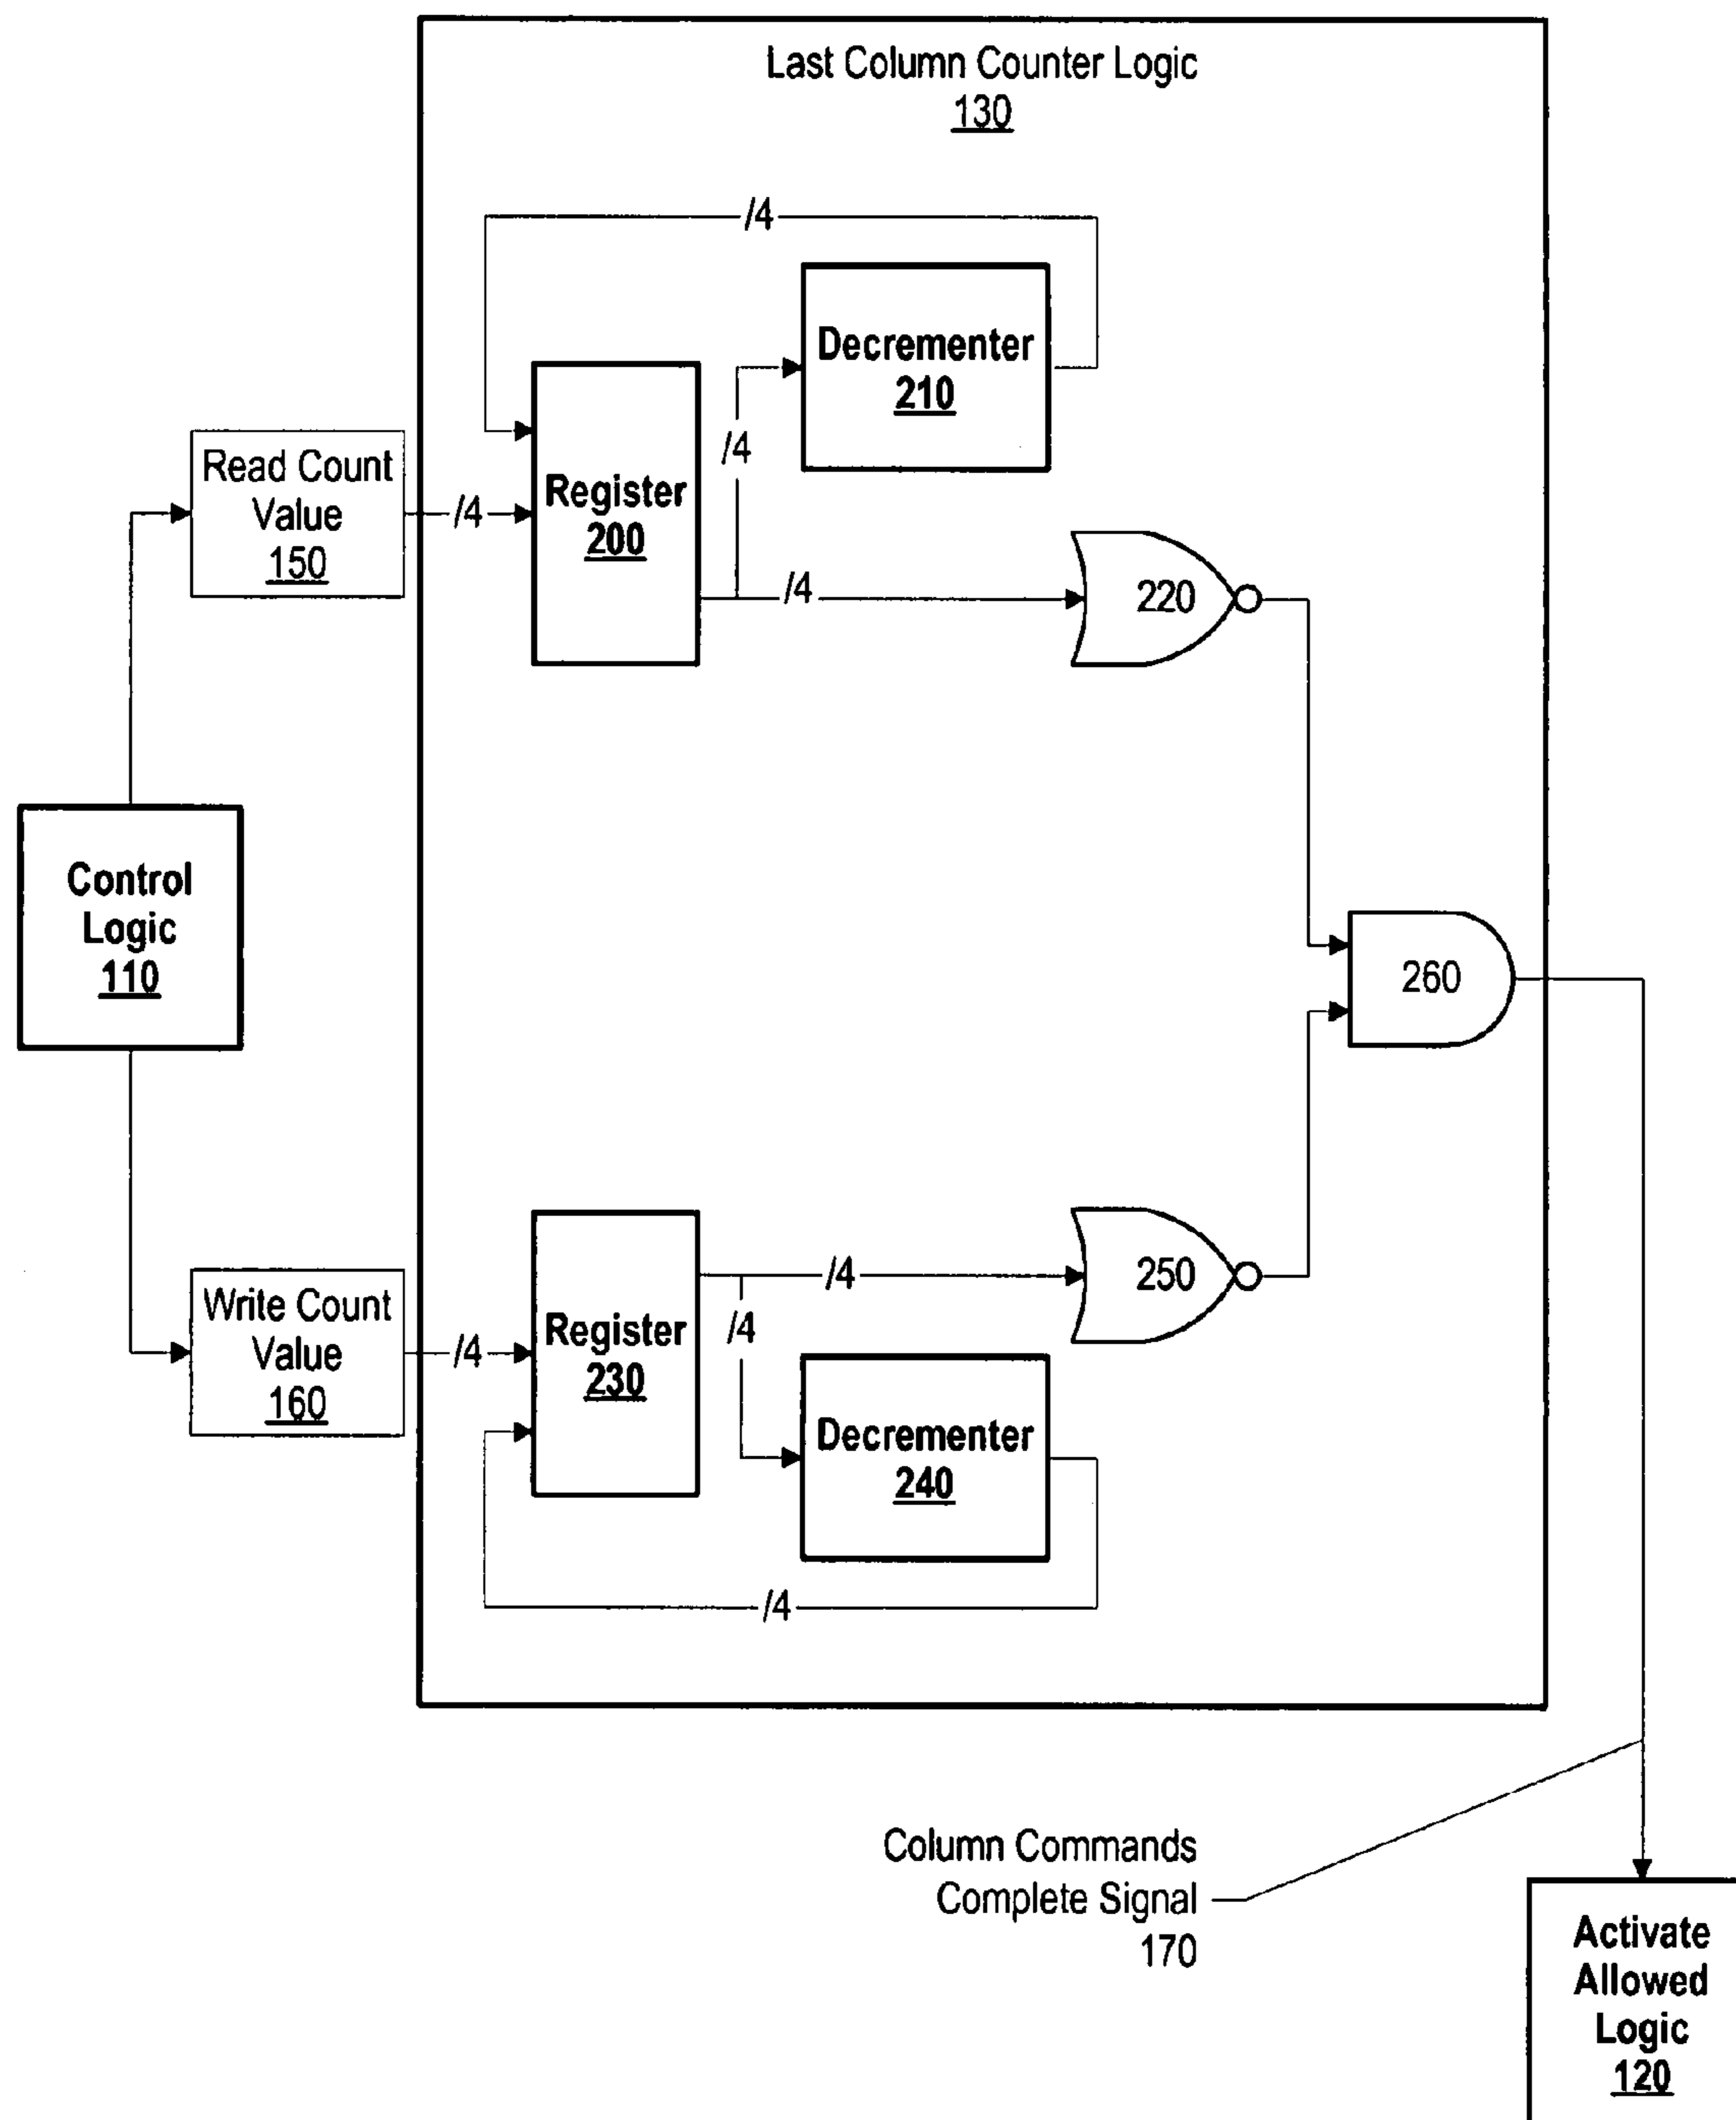 Last Column Counter Logic
130
/4
Decrementer
210
/4
Read Count
Value
150
/4
Register
200
/4
220
Control
Logic
110
260
Write Count
Value
160
/4
Register
230
/4
250
/4
Decrementer
240
/4
Column Commands
Complete Signal
170
Activate
Allowed
Logic
120